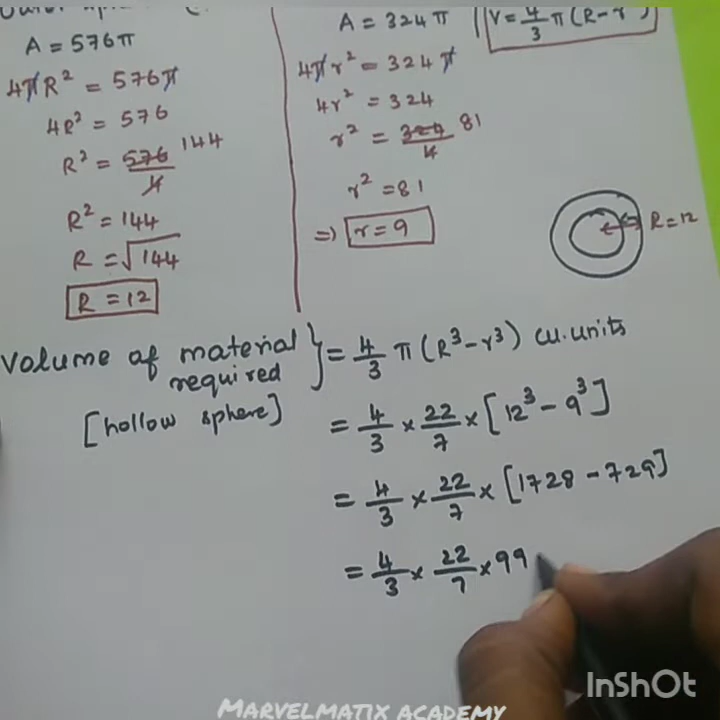 A = 576π
4πR² = 576π
4R² = 576
R² = 576/4 144
R² = 144
R = √144
R = 12
A = 324π
4πr² = 324π
4r² = 324
r² = 324/4 81
r² = 81
⇒ r = 9
R = 12
Volume of material required } = 4/3 π (R³ - r³) cu.units
[hollow sphere]
= 4/3 × 22/7 × [12³ - 9³]
= 4/3 × 22/7 × [1728 - 729]
= 4/3 × 22/7 × 99
InShOt
MARVELMATIX ACADEMY